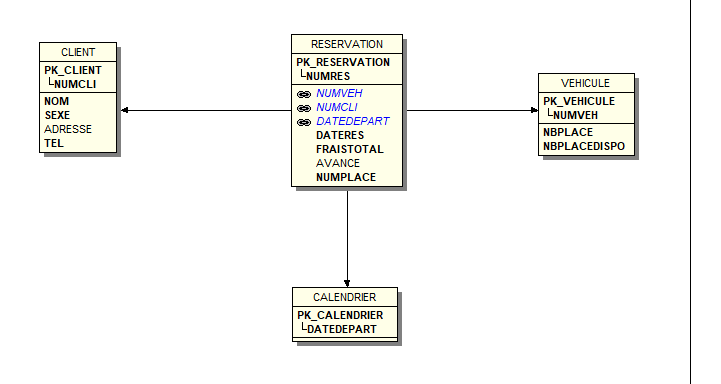 CLIENT
PK_CLIENT
NUMCLI
NOM
SEXE
ADRESSE
TEL
RESERVATION
PK_RESERVATION
NUMRES
NUMVEH
NUMCLI
DATEDEPART
DATERES
FRAISTOTAL
AVANCE
NUMPLACE
VEHICULE
PK_VEHICULE
NUMVEH
NBPLACE
NBPLACEDISPO
CALENDRIER
PK_CALENDRIER
DATEDEPART